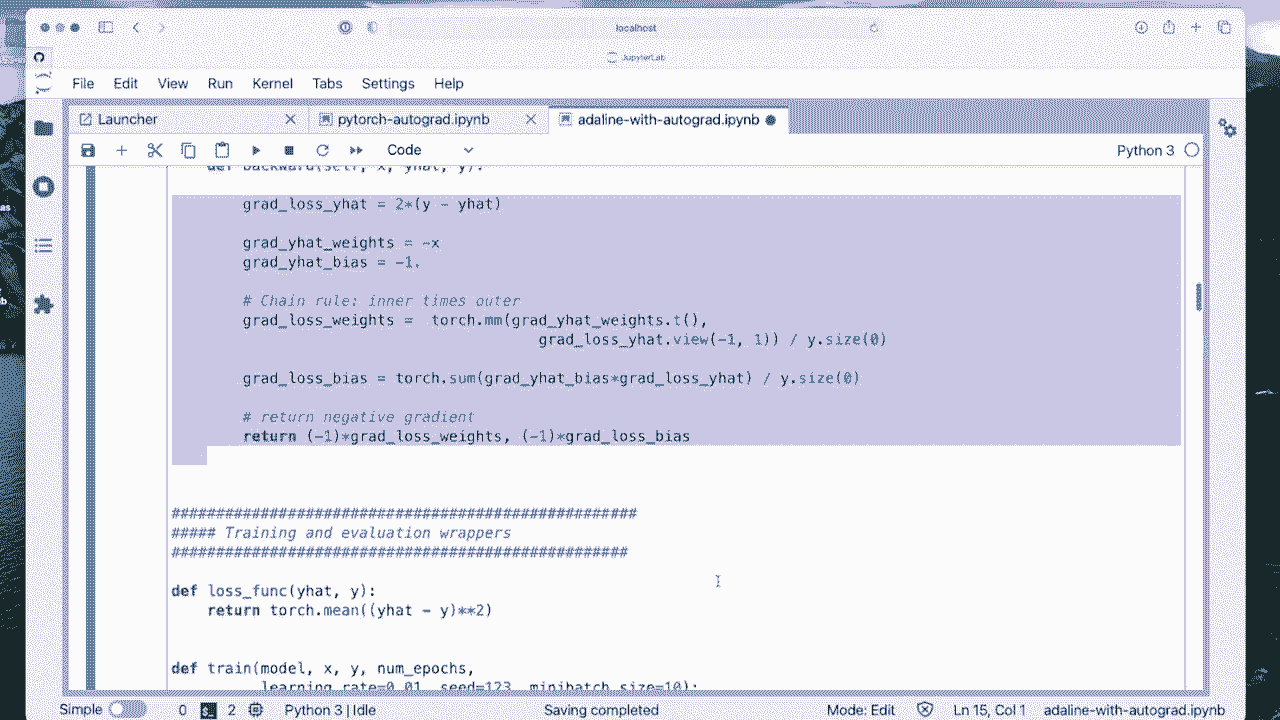 localhost
JupyterLab
File Edit View Run Kernel Tabs Settings Help
Launcher
pytorch-autograd.ipynb
adaline-with-autograd.ipynb
Code
Python 3
def backward(self, x, yhat, y):
grad_loss_yhat = 2*(y - yhat)
grad_yhat_weights = -x
grad_yhat_bias = -1.
# Chain rule: inner times outer
grad_loss_weights =  torch.mm(grad_yhat_weights.t(),
grad_loss_yhat.view(-1, 1)) / y.size(0)
grad_loss_bias = torch.sum(grad_yhat_bias*grad_loss_yhat) / y.size(0)
# return negative gradient
return (-1)*grad_loss_weights, (-1)*grad_loss_bias
####################################################
##### Training and evaluation wrappers
###################################################
def loss_func(yhat, y):
return torch.mean((yhat - y)**2)
def train(model, x, y, num_epochs,
learning_rate=0.01, seed=123, minibatch_size=10):
Simple 0 2 Python 3 | Idle Saving completed Mode: Edit Ln 15, Col 1 adaline-with-autograd.ipynb